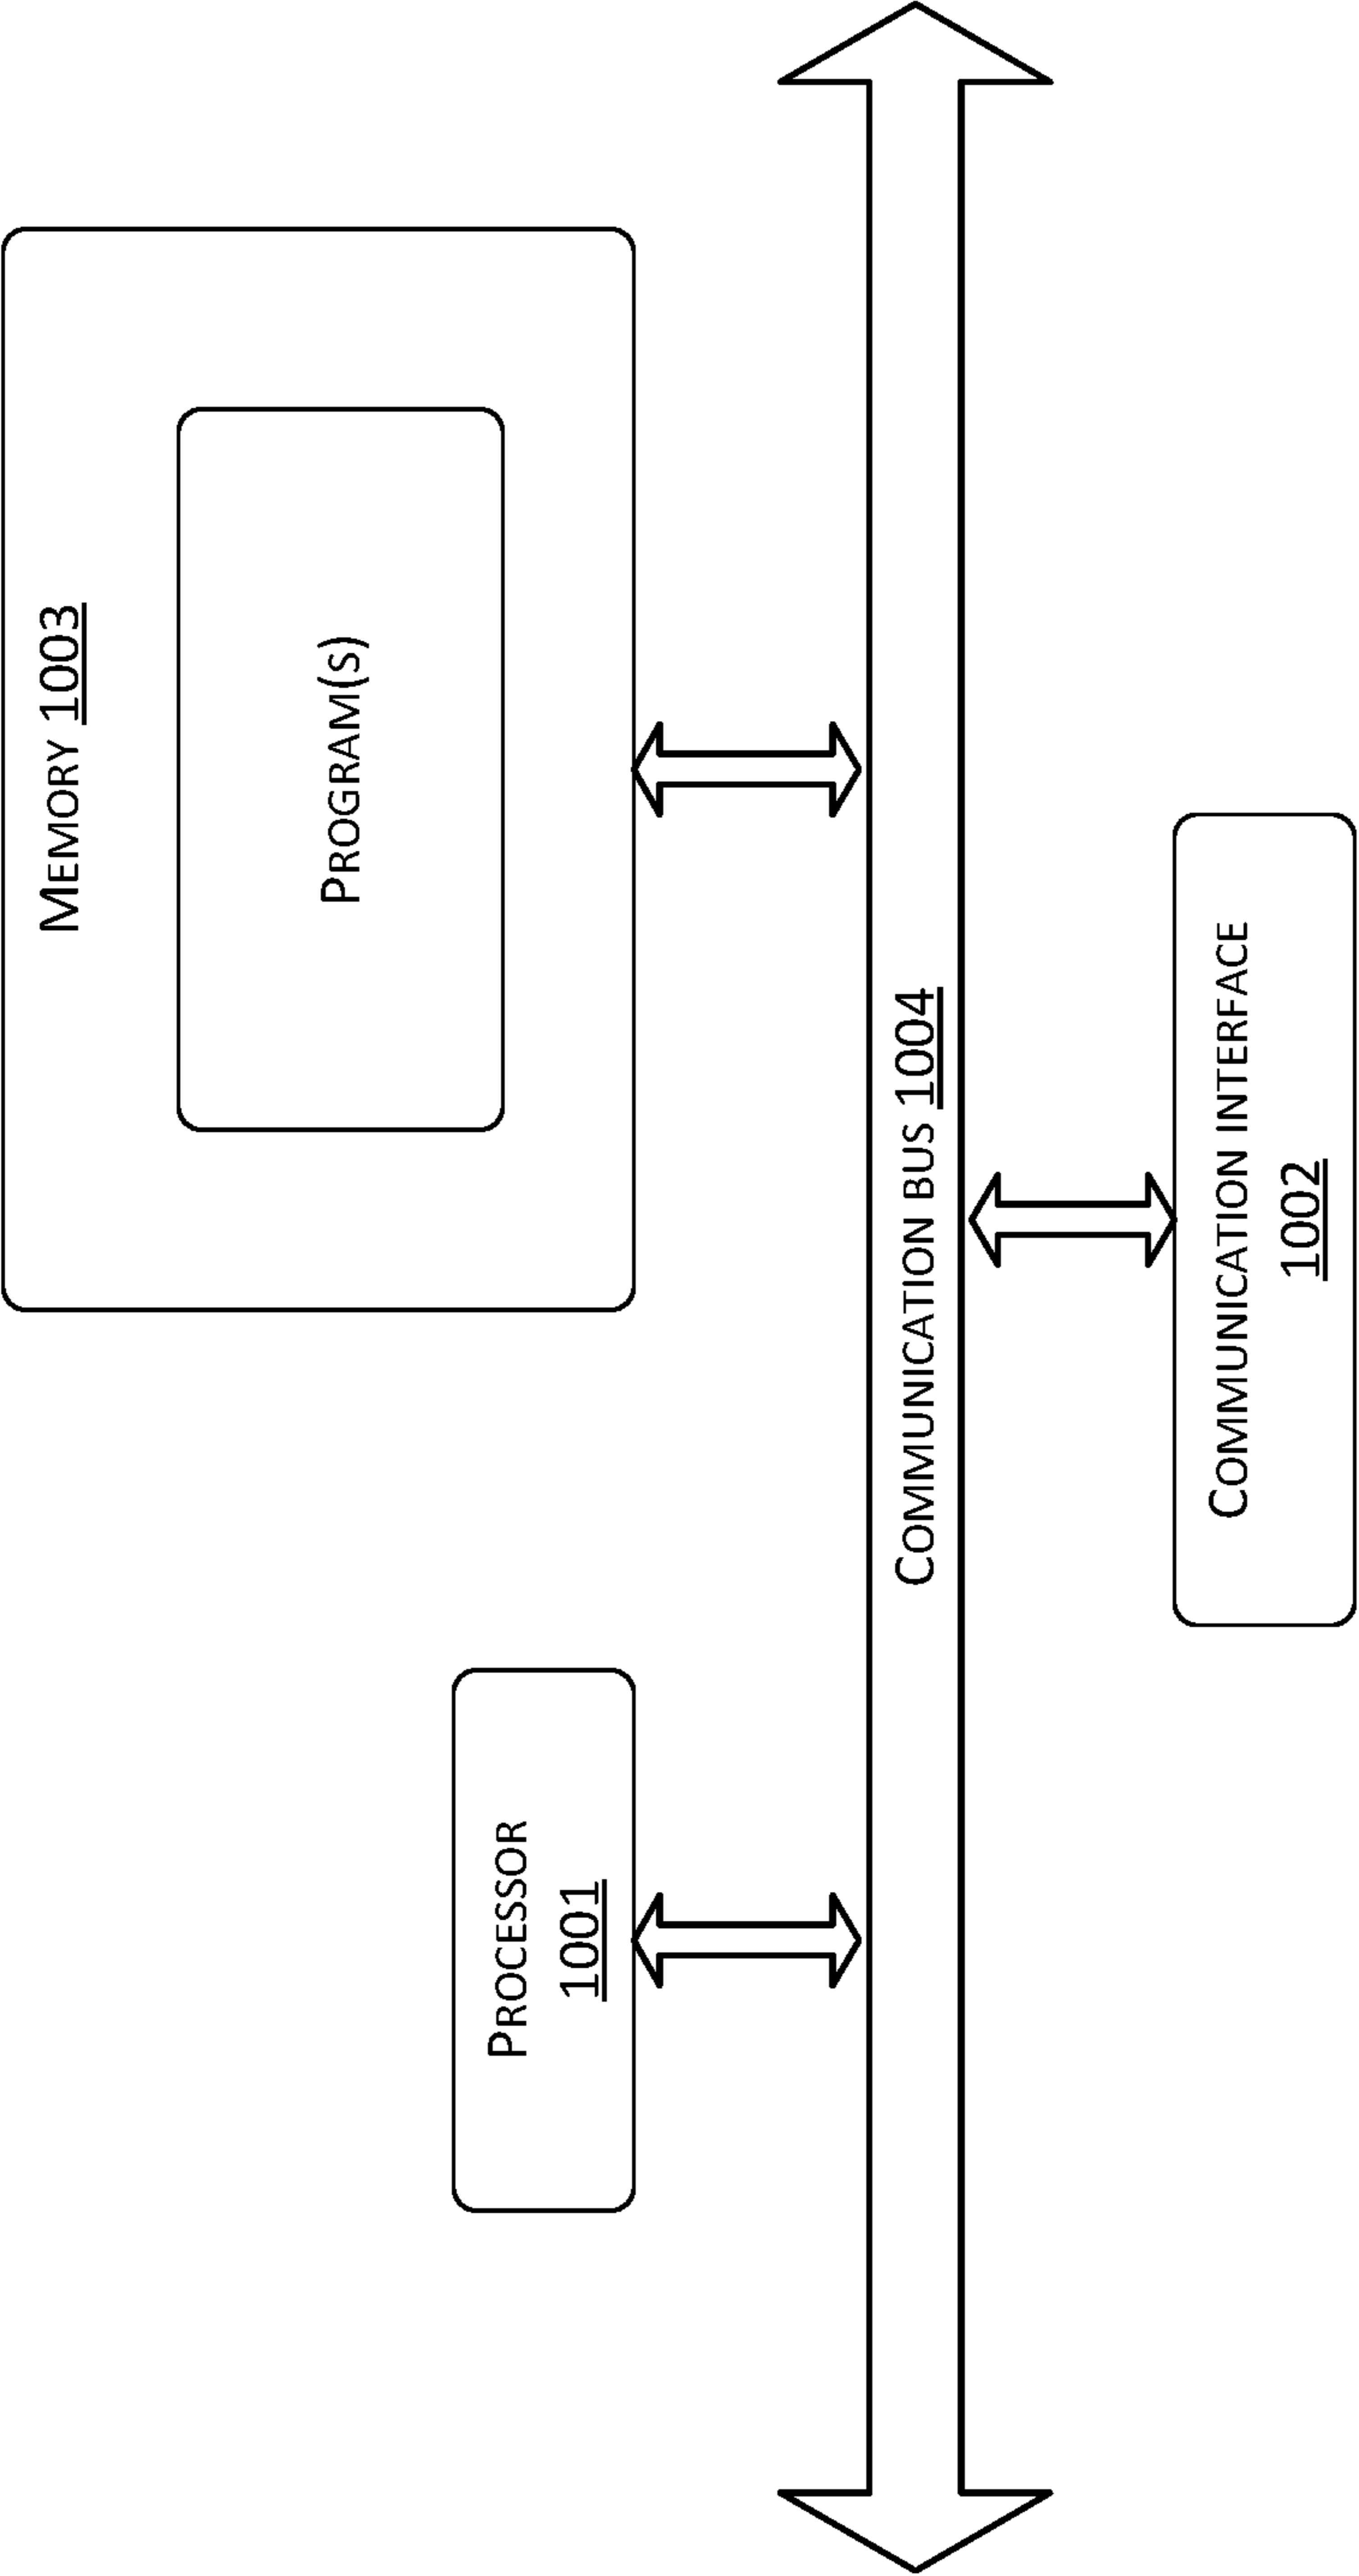 MEMORY 1003
PROGRAM(S)
PROCESSOR
1001
COMMUNICATION BUS 1004
COMMUNICATION INTERFACE
1002